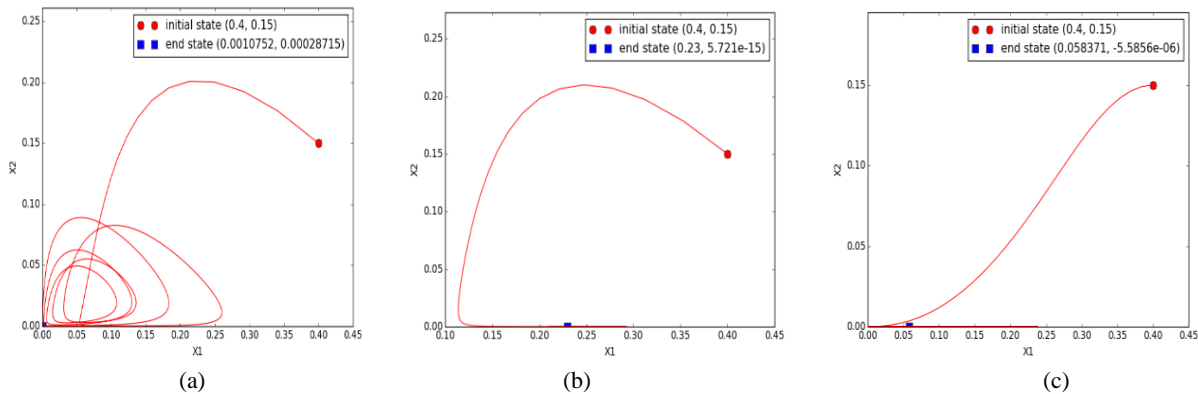 0.25
initial state (0.4, 0.15)
end state (0.0010752, 0.00028715)
0.20
0.15
X2
0.10
0.05
0.00
0.00 0.05 0.10 0.15 0.20 0.25 0.30 0.35 0.40 0.45
X1
(a)
0.25
initial state (0.4, 0.15)
end state (0.23, 5.721e-15)
0.20
0.15
X2
0.10
0.05
0.00
0.10 0.15 0.20 0.25 0.30 0.35 0.40 0.45
X1
(b)
initial state (0.4, 0.15)
end state (0.058371, -5.5856e-06)
0.15
X2
0.10
0.05
0.00
0.00 0.05 0.10 0.15 0.20 0.25 0.30 0.35 0.40 0.45
X1
(c)